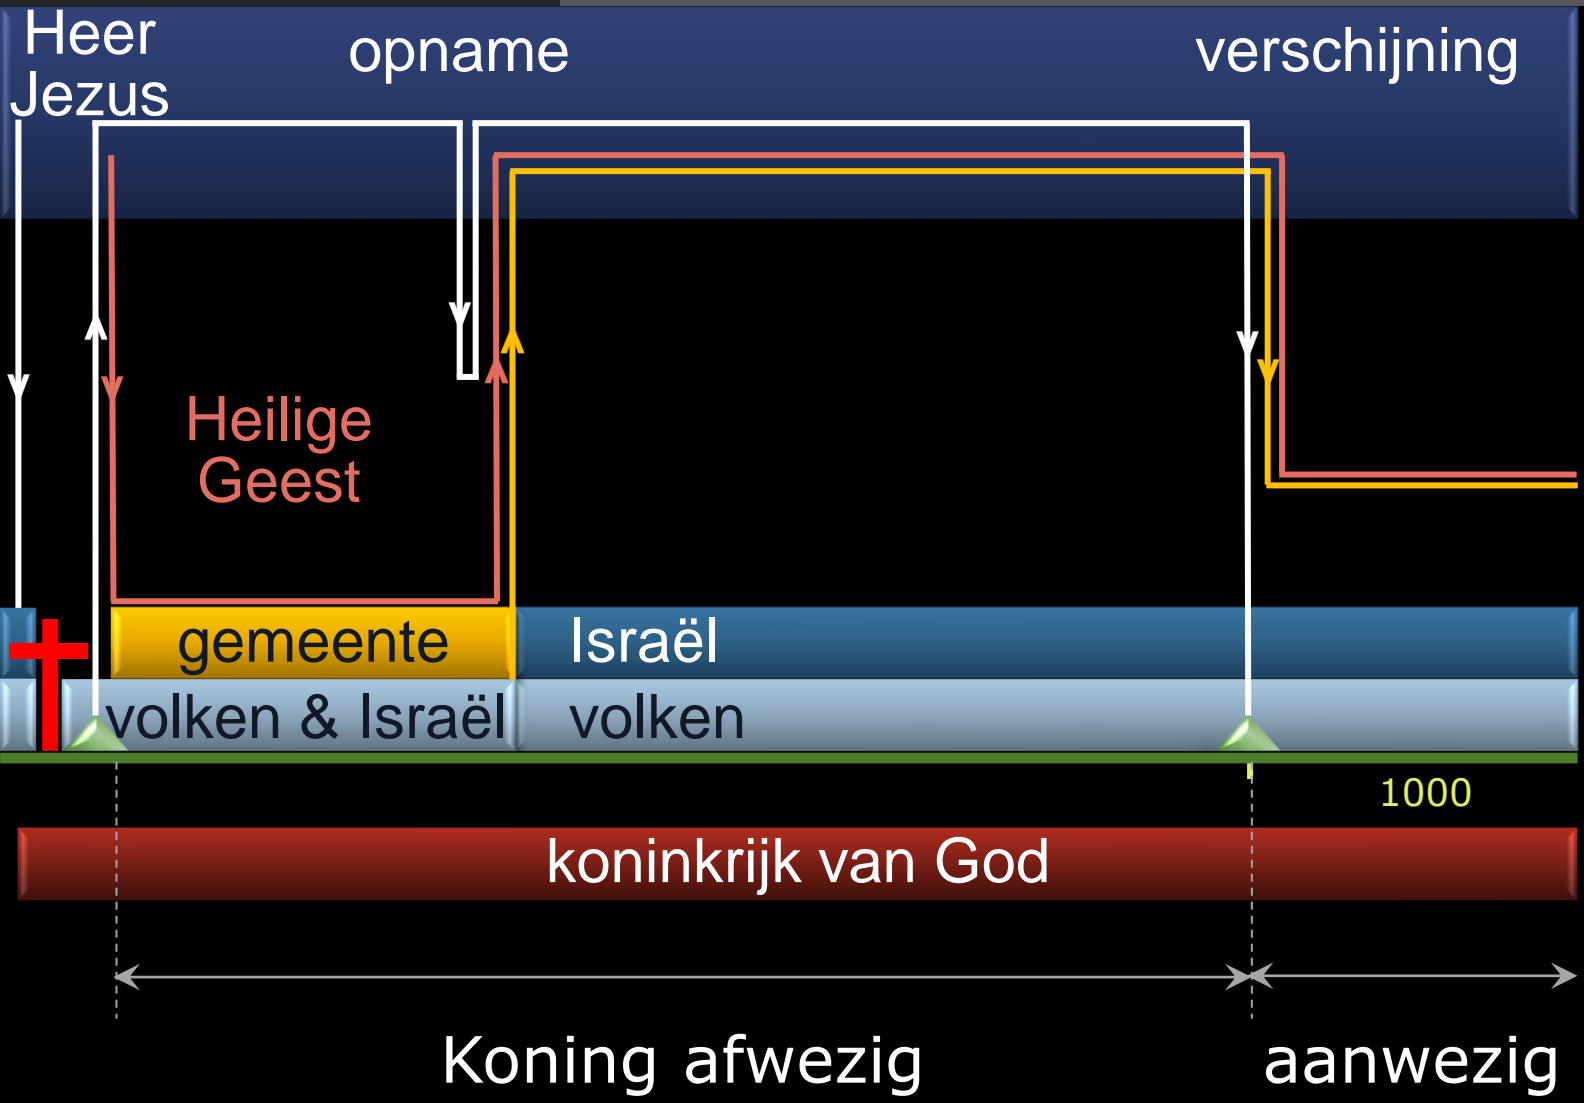 Heer
Jezus
opname
verschijning
Heilige
Geest
gemeente
Israël
volken & Israël
volken
1000
koninkrijk van God
Koning afwezig
aanwezig